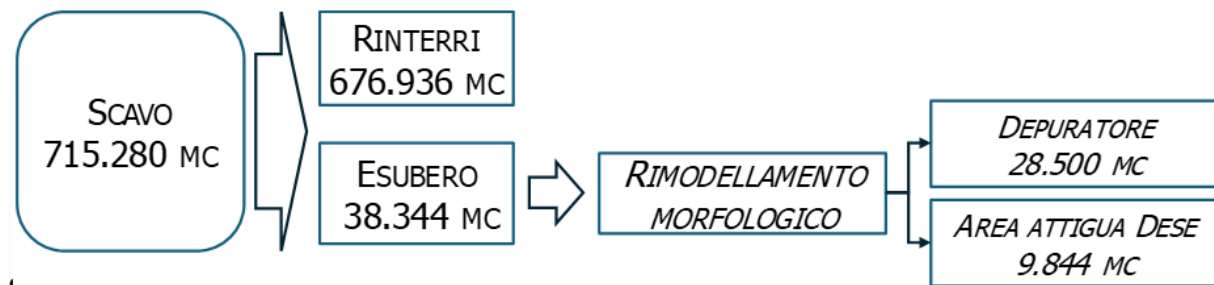 SCAVO
715.280 MC
RINTERRI
676.936 MC
ESUBERO
38.344 MC
RIMODELLAMENTO
MORFOLOGICO
DEPURATORE
28.500 MC
AREA ATTIGUA DESE
9.844 MC